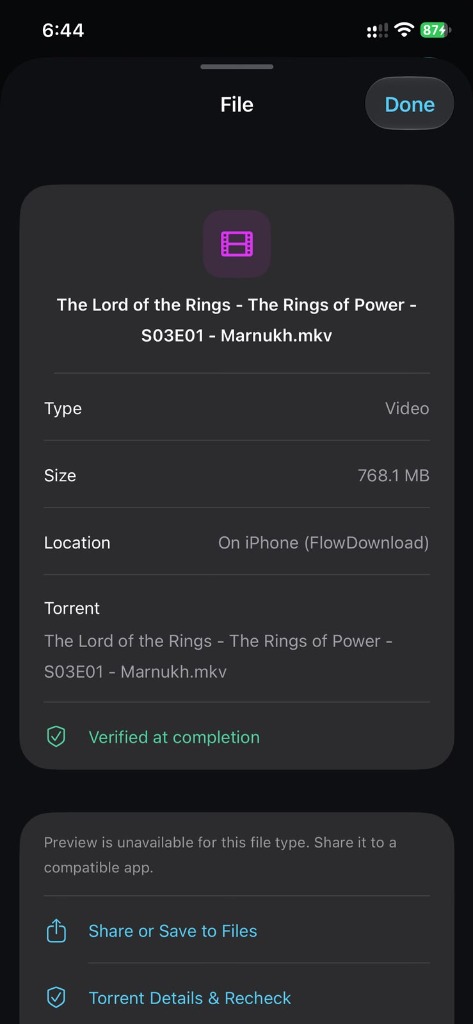 6:44
87
File
Done
The Lord of the Rings - The Rings of Power -
S03E01 - Marnukh.mkv
Type
Video
Size
768.1 MB
Location
On iPhone (FlowDownload)
Torrent
The Lord of the Rings - The Rings of Power -
S03E01 - Marnukh.mkv
Verified at completion
Preview is unavailable for this file type. Share it to a
compatible app.
Share or Save to Files
Torrent Details & Recheck